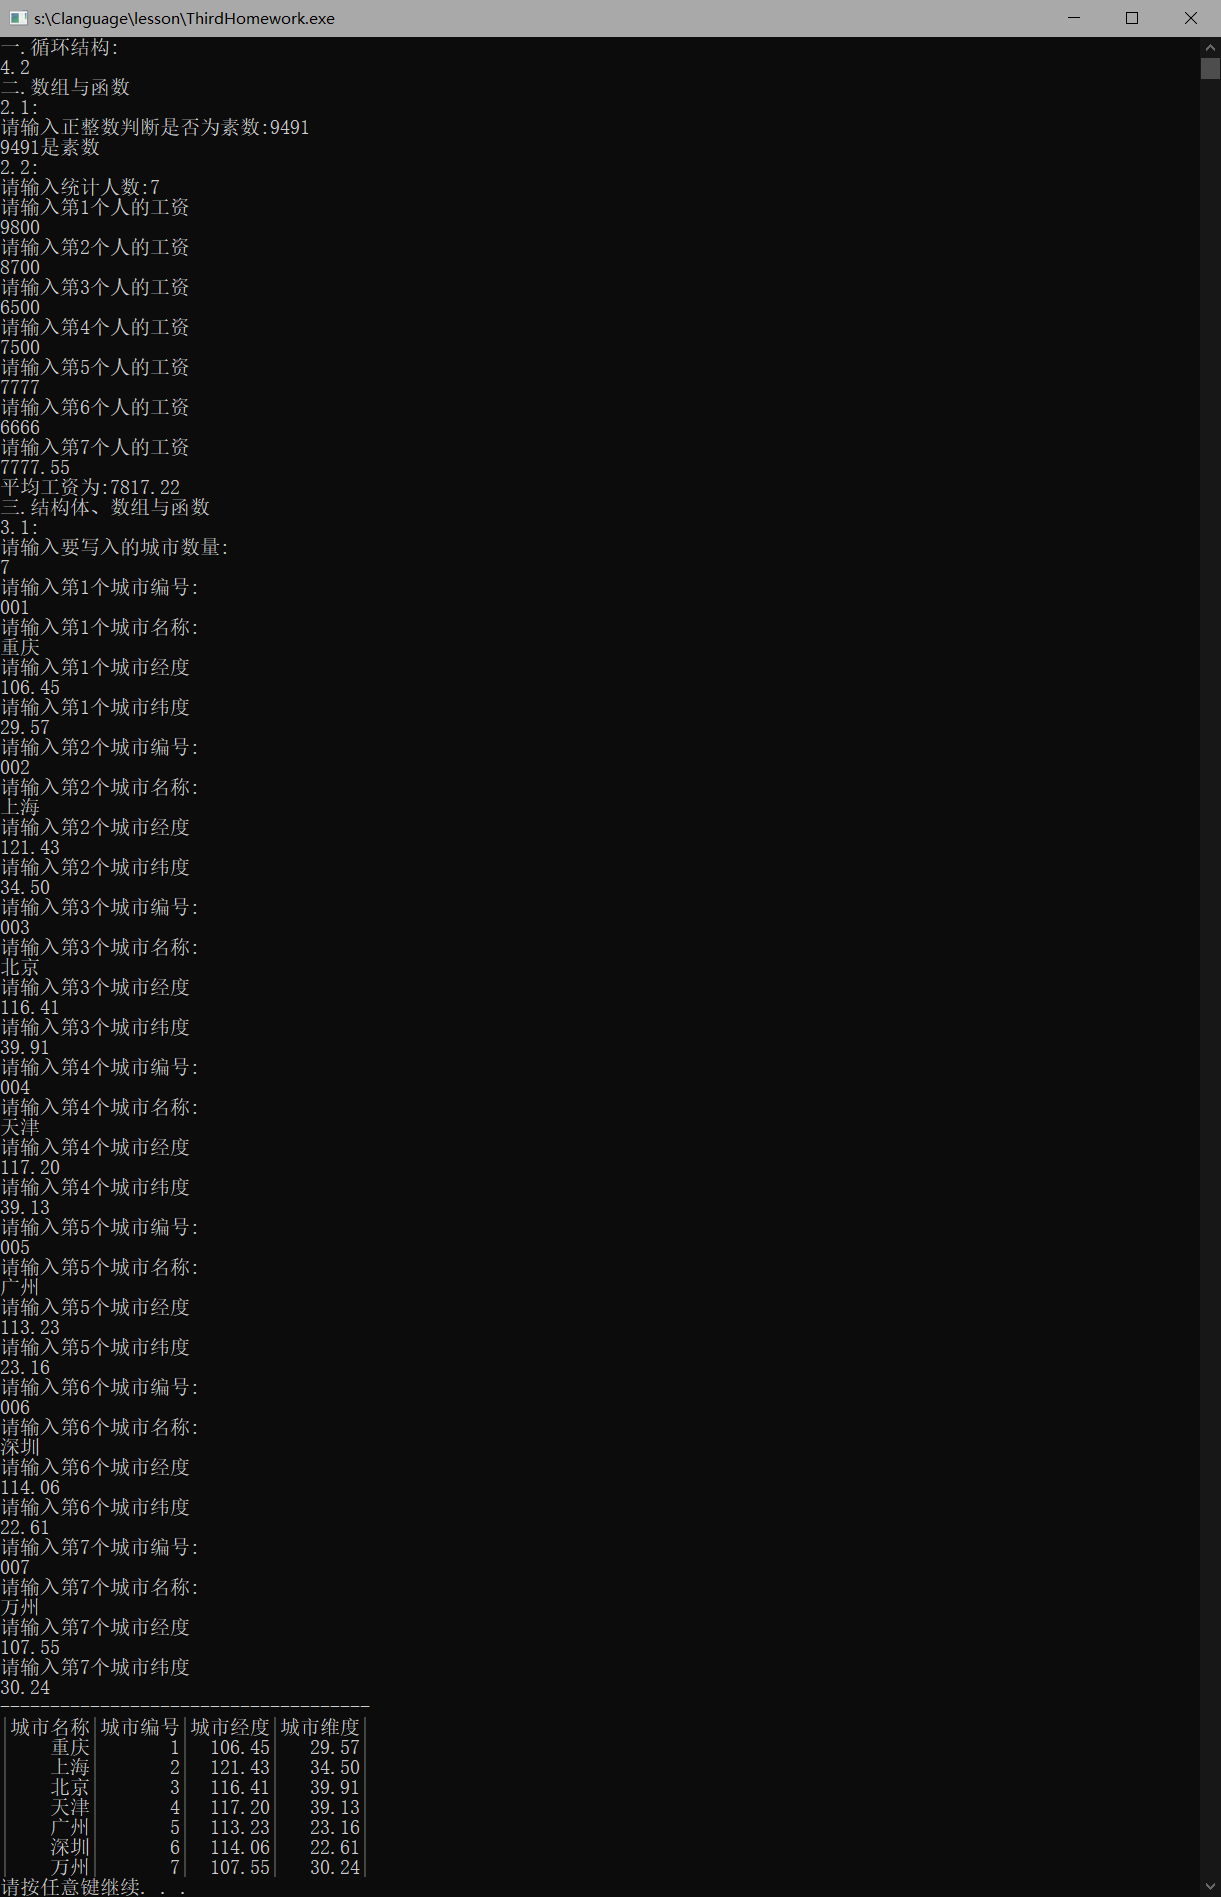 s:\Clanguage\lesson\ThirdHomework.exe
一.循环结构:
4.2
二.数组与函数
2.1:
请输入正整数判断是否为素数:9491
9491是素数
2.2:
请输入统计人数:7
请输入第1个人的工资
9800
请输入第2个人的工资
8700
请输入第3个人的工资
6500
请输入第4个人的工资
7500
请输入第5个人的工资
7777
请输入第6个人的工资
6666
请输入第7个人的工资
7777.55
平均工资为:7817.22
三.结构体、数组与函数
3.1:
请输入要写入的城市数量:
7
请输入第1个城市编号:
001
请输入第1个城市名称:
重庆
请输入第1个城市经度
106.45
请输入第1个城市纬度
29.57
请输入第2个城市编号:
002
请输入第2个城市名称:
上海
请输入第2个城市经度
121.43
请输入第2个城市纬度
34.50
请输入第3个城市编号:
003
请输入第3个城市名称:
北京
请输入第3个城市经度
116.41
请输入第3个城市纬度
39.91
请输入第4个城市编号:
004
请输入第4个城市名称:
天津
请输入第4个城市经度
117.20
请输入第4个城市纬度
39.13
请输入第5个城市编号:
005
请输入第5个城市名称:
广州
请输入第5个城市经度
113.23
请输入第5个城市纬度
23.16
请输入第6个城市编号:
006
请输入第6个城市名称:
深圳
请输入第6个城市经度
114.06
请输入第6个城市纬度
22.61
请输入第7个城市编号:
007
请输入第7个城市名称:
万州
请输入第7个城市经度
107.55
请输入第7个城市纬度
30.24
-------------------------------------
|城市名称|城市编号|城市经度|城市维度|
|    重庆|       1|  106.45|   29.57|
|    上海|       2|  121.43|   34.50|
|    北京|       3|  116.41|   39.91|
|    天津|       4|  117.20|   39.13|
|    广州|       5|  113.23|   23.16|
|    深圳|       6|  114.06|   22.61|
|    万州|       7|  107.55|   30.24|
请按任意键继续. . .